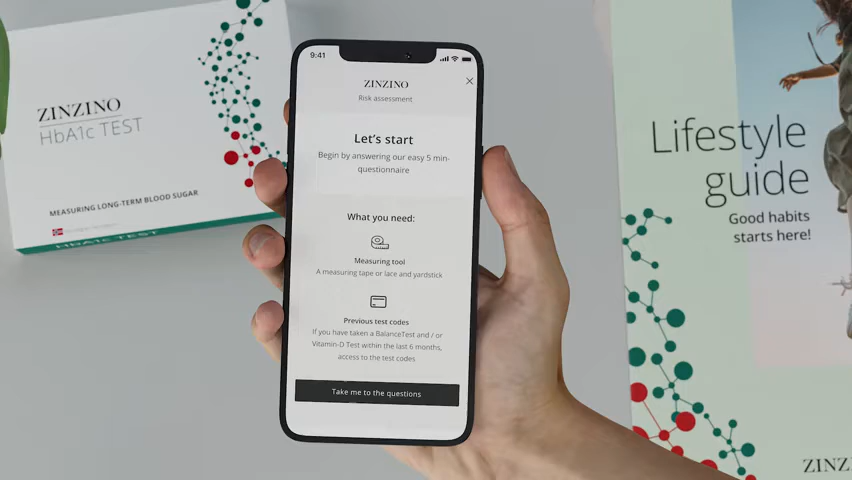 ZINZINO
HbA1c TEST
MEASURING LONG-TERM BLOOD SUGAR
HbA1c TEST
9:41
ZINZINO
Risk assessment
Let's start
Begin by answering our easy 5 min-
questionnaire
What you need:
Measuring tool
A measuring tape or lace and yardstick
Previous test codes
If you have taken a BalanceTest and / or
Vitamin-D Test within the last 6 months,
access to the test codes
Take me to the questions
Lifestyle
guide
Good habits
starts here!
ZINZ